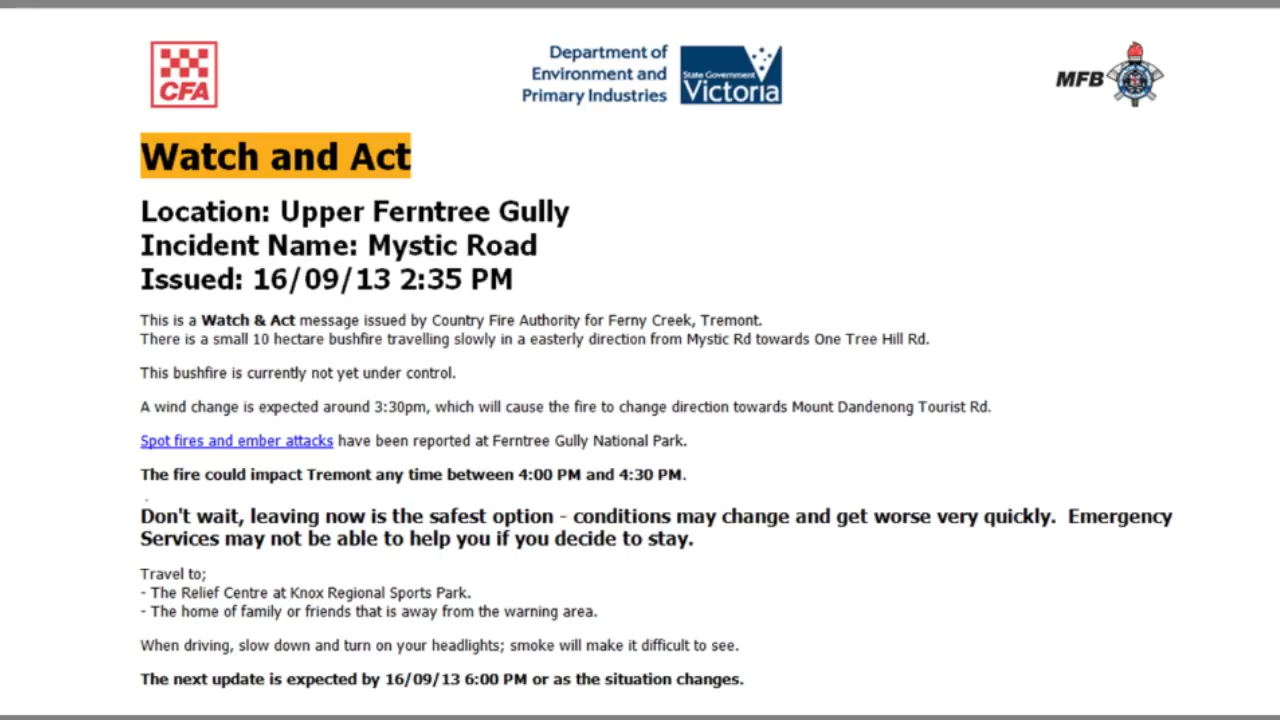 CFA
Department of
Environment and
Primary Industries
State Government
Victoria
MFB
Watch and Act
Location: Upper Ferntree Gully
Incident Name: Mystic Road
Issued: 16/09/13 2:35 PM
This is a Watch & Act message issued by Country Fire Authority for Ferny Creek, Tremont.
There is a small 10 hectare bushfire travelling slowly in a easterly direction from Mystic Rd towards One Tree Hill Rd.
This bushfire is currently not yet under control.
A wind change is expected around 3:30pm, which will cause the fire to change direction towards Mount Dandenong Tourist Rd.
Spot fires and ember attacks have been reported at Ferntree Gully National Park.
The fire could impact Tremont any time between 4:00 PM and 4:30 PM.
.
Don't wait, leaving now is the safest option - conditions may change and get worse very quickly.  Emergency
Services may not be able to help you if you decide to stay.
Travel to;
- The Relief Centre at Knox Regional Sports Park.
- The home of family or friends that is away from the warning area.
When driving, slow down and turn on your headlights; smoke will make it difficult to see.
The next update is expected by 16/09/13 6:00 PM or as the situation changes.